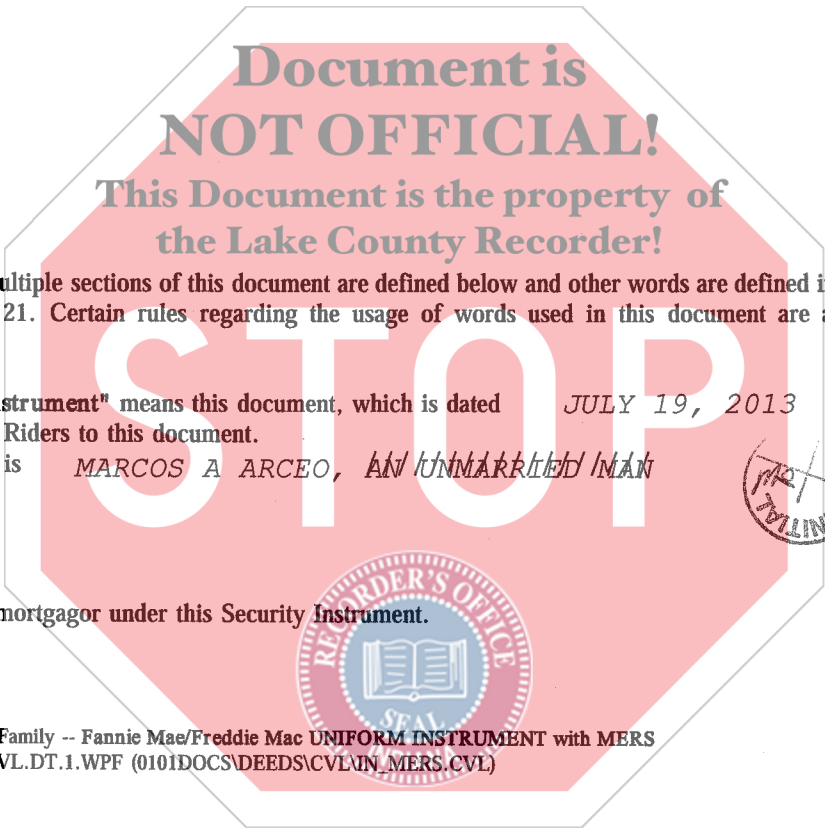 Document is
NOT OFFICIAL!
This Document is the property of
the Lake County Recorder!
ultiple sections of this document are defined below and other words are defined i
21. Certain rules regarding the usage of words used in this document are a
STOP
strument" means this document, which is dated JULY 19, 2013
Riders to this document.
is MARCOS A ARCEO, AN UNMARRIED MAN
INITIAL
mortgagor under this Security Instrument.
RECORDER'S OFFICE
SEAL
INDIANA
Family -- Fannie Mae/Freddie Mac UNIFORM INSTRUMENT with MERS
VL.DT.1.WPF (0101DOCS\DEEDS\CVL\IN_MERS.CVL)